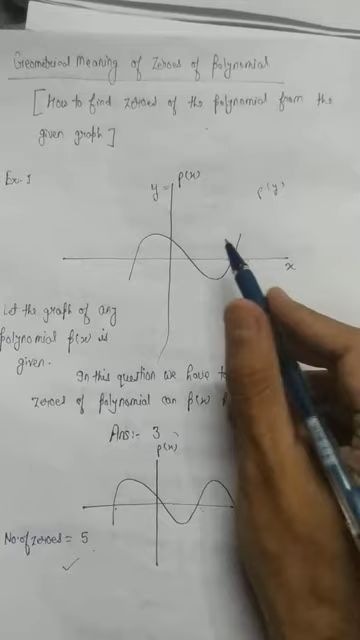 Geometrical Meaning of Zeroes of Polynomial
[How to find zeroes of the polynomial from the
given graph]
Ex-1
y = p(x)
p(y)
x
Let the graph of any
polynomial p(x) is
given.
In this question we have to
zeroes of polynomial can p(x)
Ans:- 3
p(x)
No. of zeroes = 5